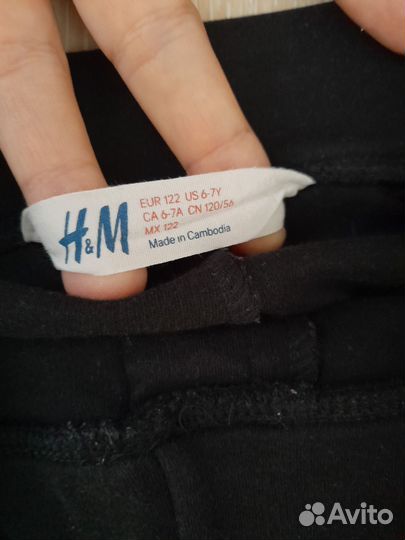 H&M
EUR 122 US 6-7Y
CA 6-7A CN 120/56
MX 122
Made in Cambodia
Avito